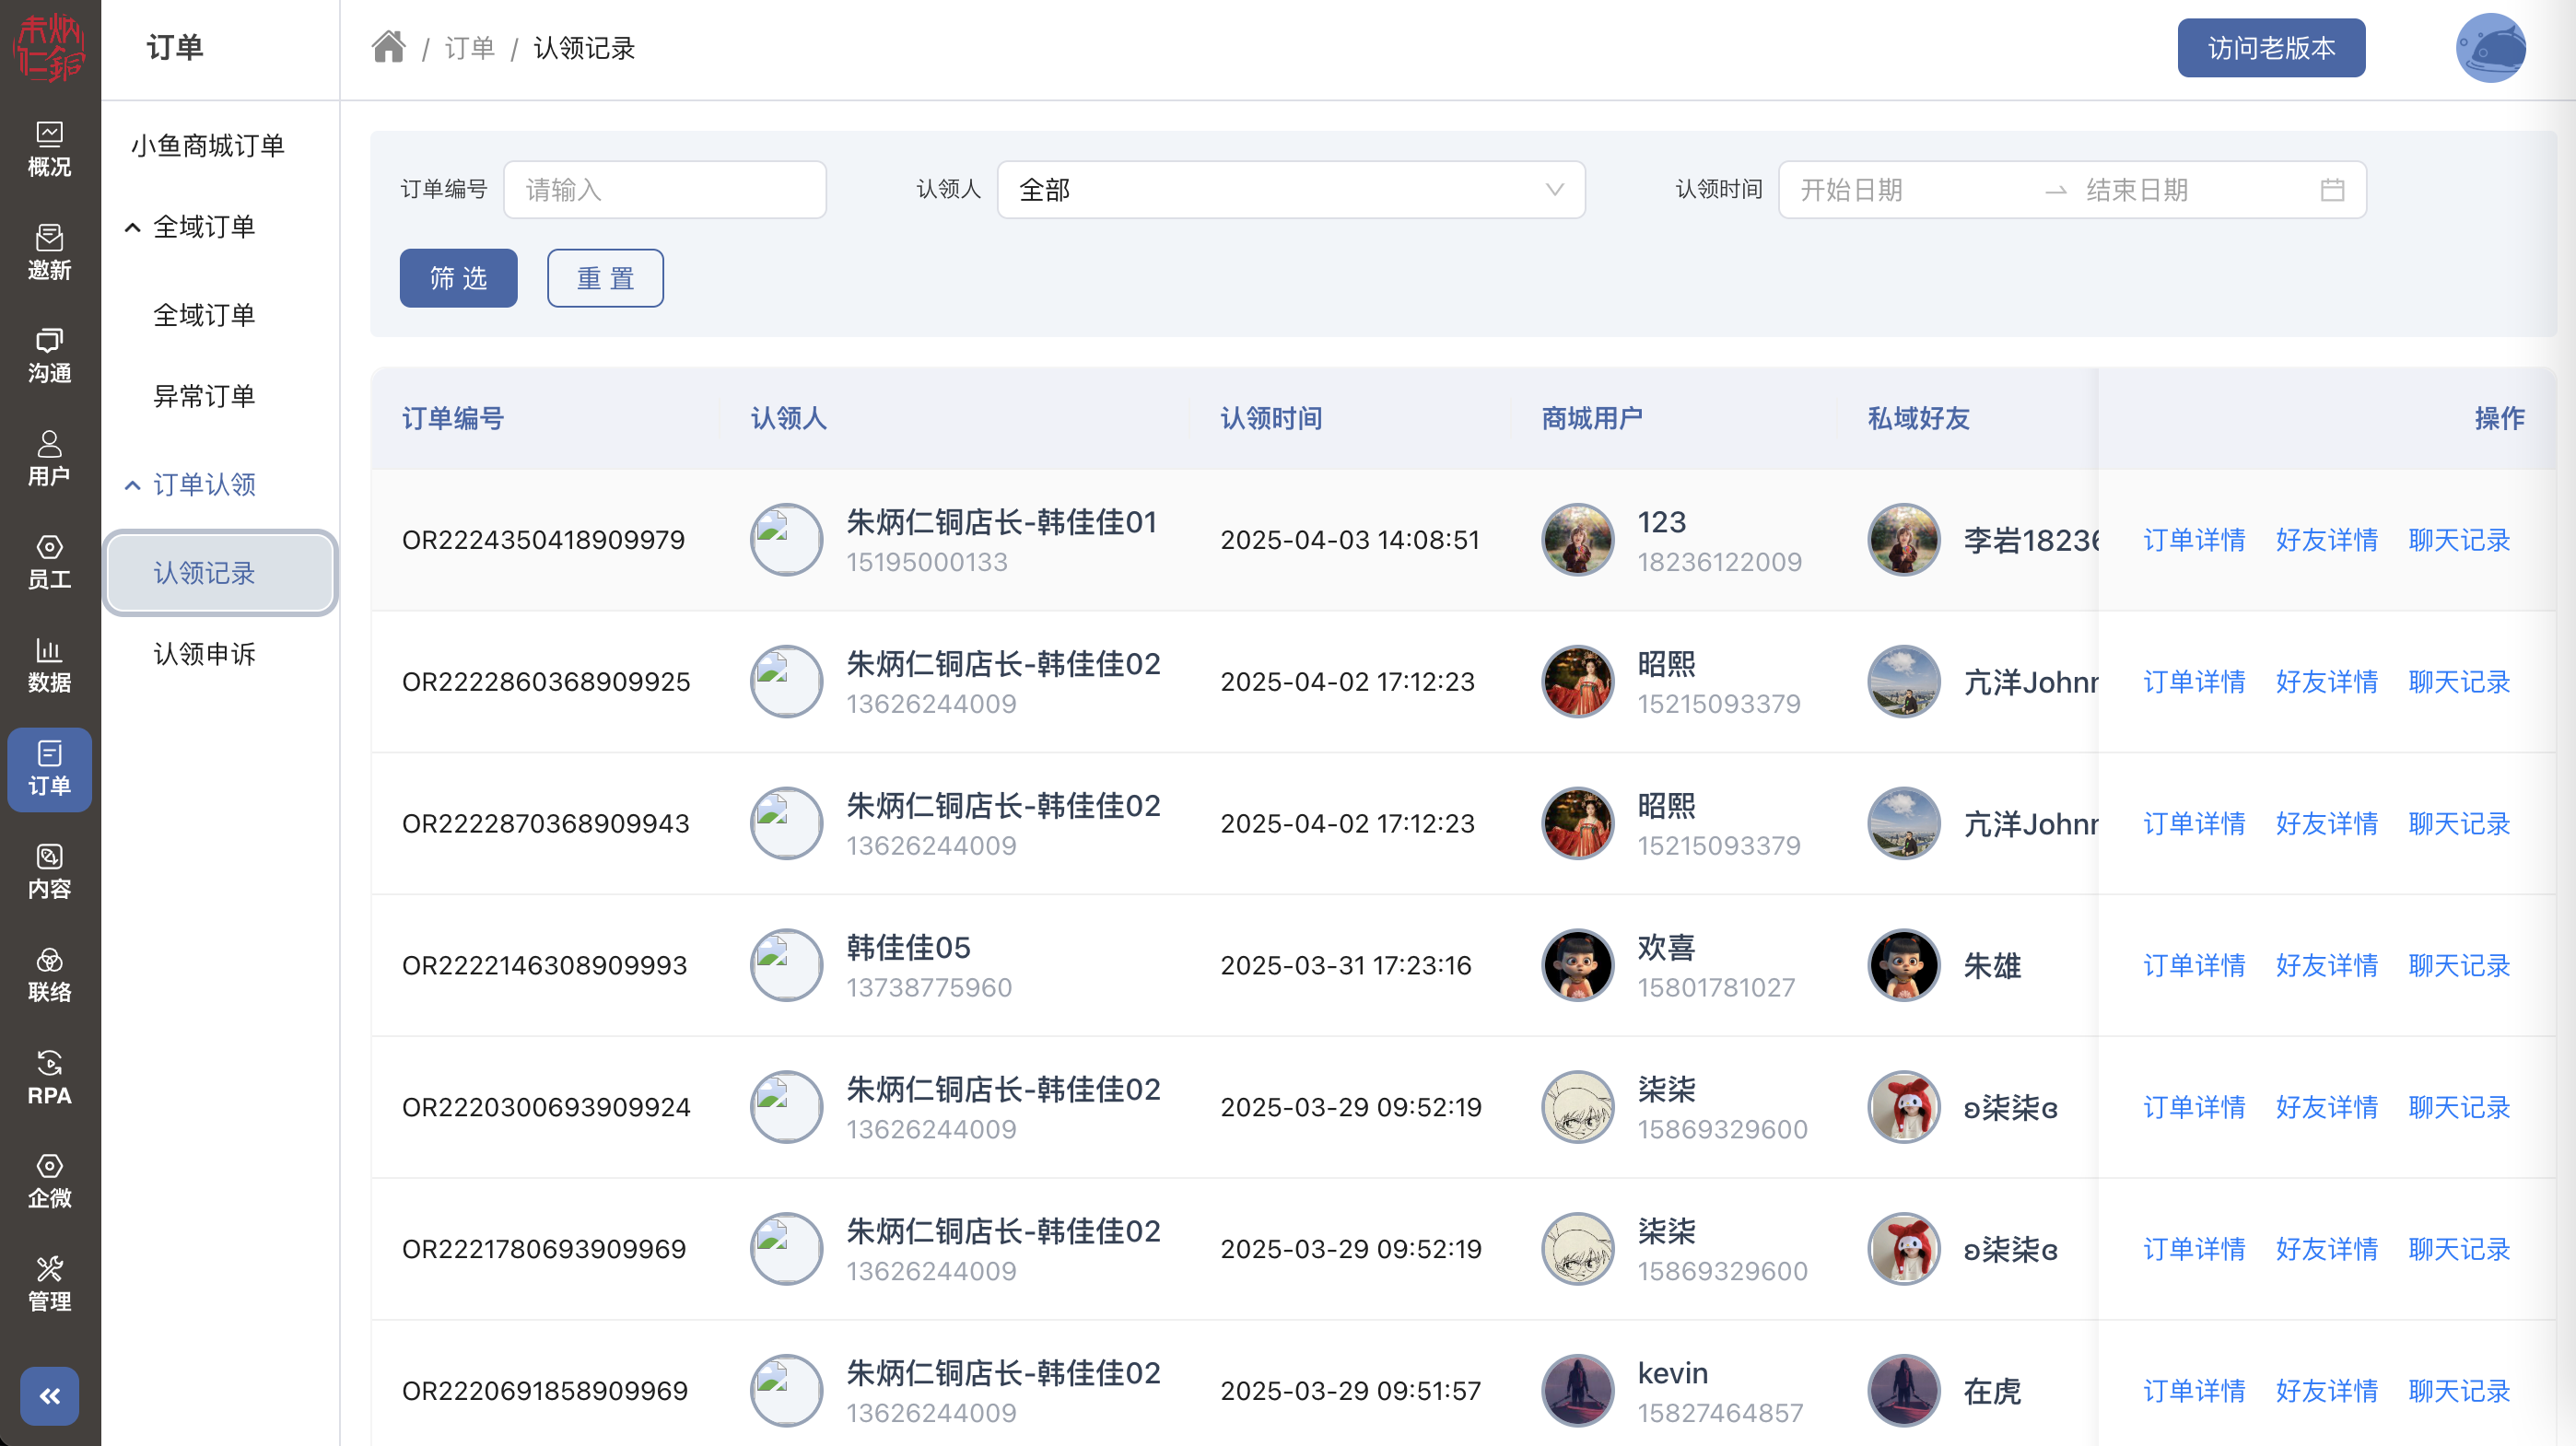 朱炳
仁銅
订单
/ 订单 / 认领记录
访问老版本
概况
邀新
沟通
用户
员工
数据
订单
内容
联络
RPA
企微
管理
小鱼商城订单
全域订单
全域订单
异常订单
订单认领
认领记录
认领申诉
订单编号 请输入 认领人 全部 认领时间 开始日期 结束日期
筛 选 重 置
订单编号 认领人 认领时间 商城用户 私域好友 操作
OR2224350418909979 朱炳仁铜店长-韩佳佳01 15195000133 2025-04-03 14:08:51 123 18236122009 李岩18236 订单详情 好友详情 聊天记录
OR2222860368909925 朱炳仁铜店长-韩佳佳02 13626244009 2025-04-02 17:12:23 昭熙 15215093379 亢洋Johnn 订单详情 好友详情 聊天记录
OR2222870368909943 朱炳仁铜店长-韩佳佳02 13626244009 2025-04-02 17:12:23 昭熙 15215093379 亢洋Johnn 订单详情 好友详情 聊天记录
OR2222146308909993 韩佳佳05 13738775960 2025-03-31 17:23:16 欢喜 15801781027 朱雄 订单详情 好友详情 聊天记录
OR2220300693909924 朱炳仁铜店长-韩佳佳02 13626244009 2025-03-29 09:52:19 柒柒 15869329600 ʚ柒柒ɞ 订单详情 好友详情 聊天记录
OR2221780693909969 朱炳仁铜店长-韩佳佳02 13626244009 2025-03-29 09:52:19 柒柒 15869329600 ʚ柒柒ɞ 订单详情 好友详情 聊天记录
OR2220691858909969 朱炳仁铜店长-韩佳佳02 13626244009 2025-03-29 09:51:57 kevin 15827464857 在虎 订单详情 好友详情 聊天记录